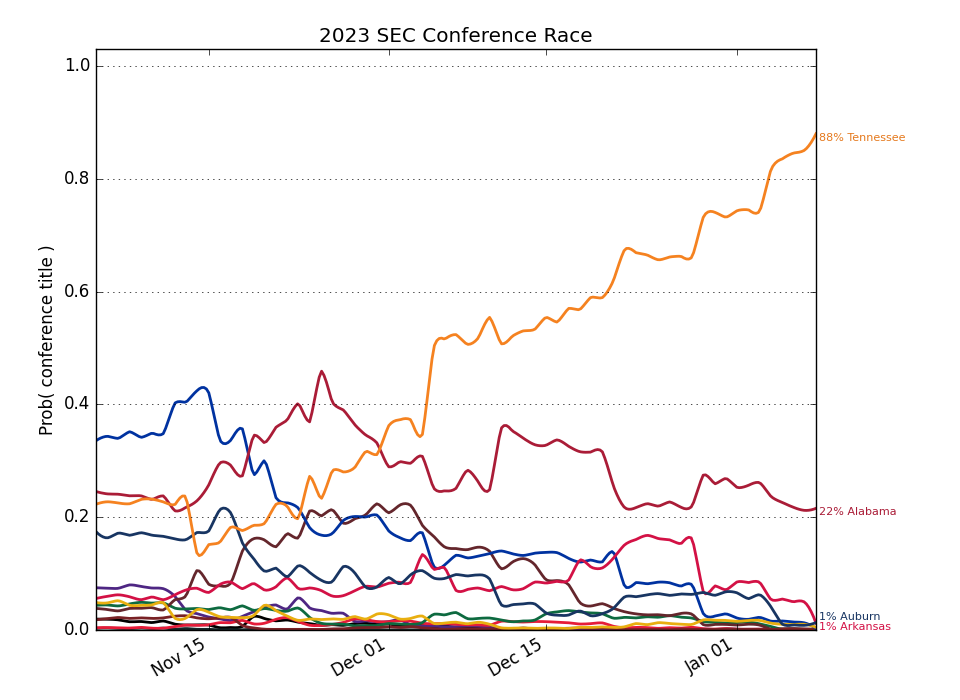 2023 SEC Conference Race
Prob( conference title )
1.0
0.8
0.6
0.4
0.2
0.0
Nov 15
Dec 01
Dec 15
Jan 01
88% Tennessee
22% Alabama
1% Auburn
1% Arkansas